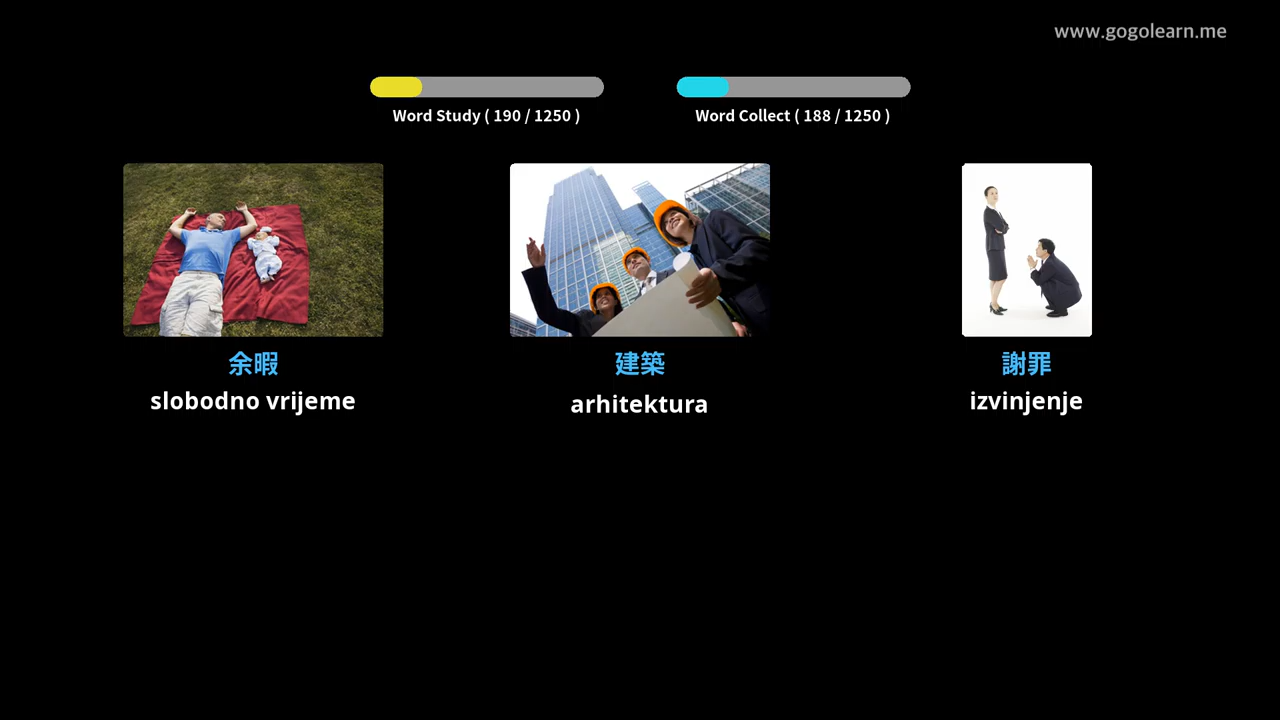 www.gogolearn.me
Word Study ( 190 / 1250 )
Word Collect ( 188 / 1250 )
余暇
slobodno vrijeme
建築
arhitektura
謝罪
izvinjenje